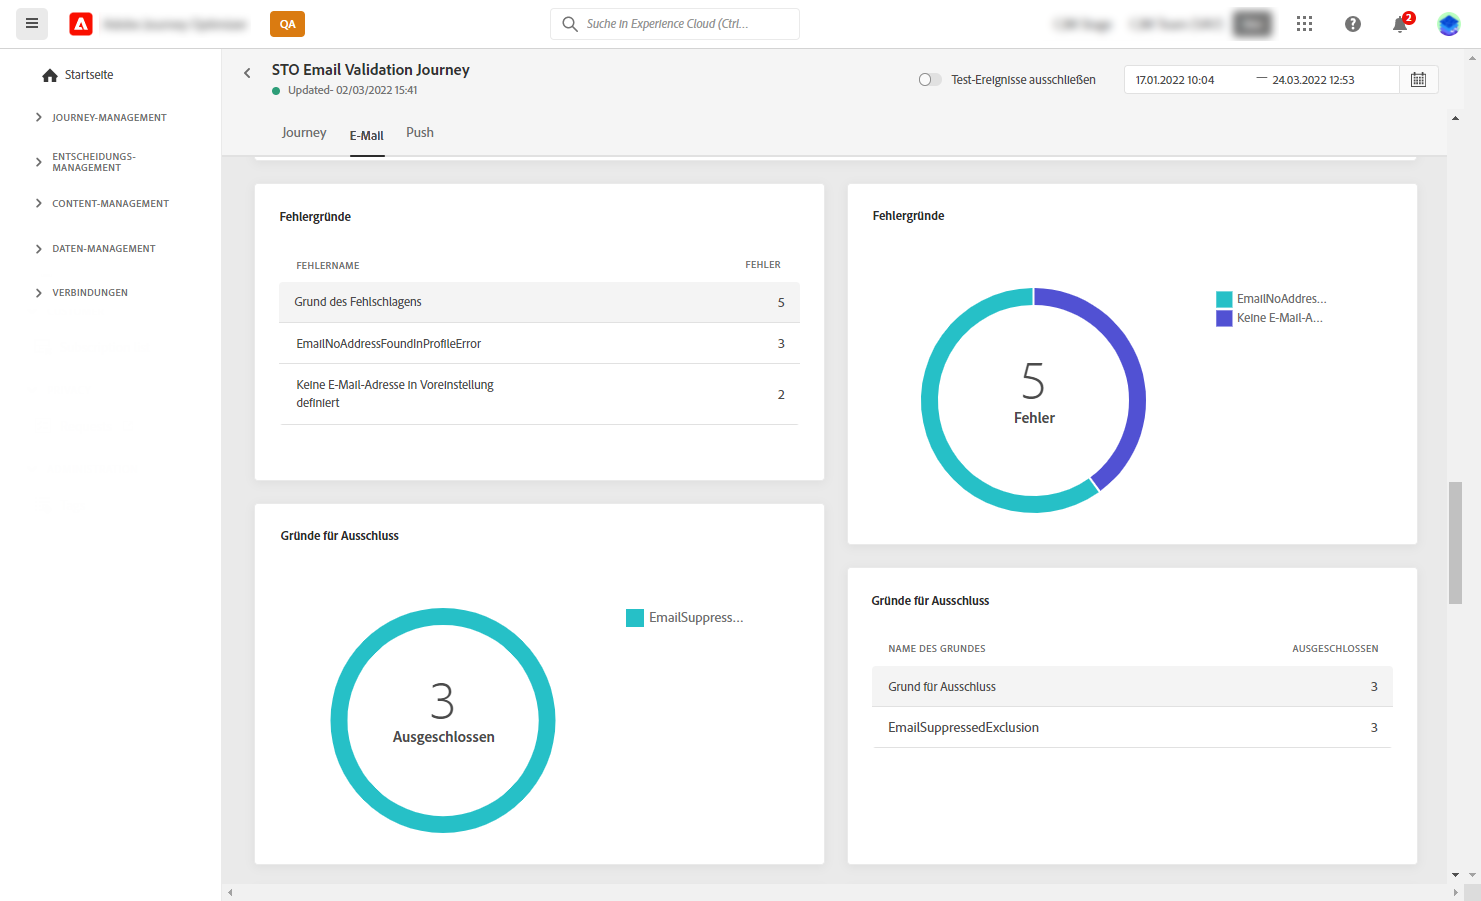 QA
Suche in Experience Cloud (Ctrl...
2
Startseite
JOURNEY-MANAGEMENT
ENTSCHEIDUNGS-
MANAGEMENT
CONTENT-MANAGEMENT
DATEN-MANAGEMENT
VERBINDUNGEN
STO Email Validation Journey
Updated- 02/03/2022 15:41
Test-Ereignisse ausschließen
17.01.2022 10:04 — 24.03.2022 12:53
Journey
E-Mail
Push
Fehlergründe
FEHLERNAME FEHLER
Grund des Fehlschlagens 5
EmailNoAddressFoundInProfileError 3
Keine E-Mail-Adresse in Voreinstellung
definiert 2
Fehlergründe
5
Fehler
EmailNoAddres...
Keine E-Mail-A...
Gründe für Ausschluss
3
Ausgeschlossen
EmailSuppress...
Gründe für Ausschluss
NAME DES GRUNDES AUSGESCHLOSSEN
Grund für Ausschluss 3
EmailSuppressedExclusion 3